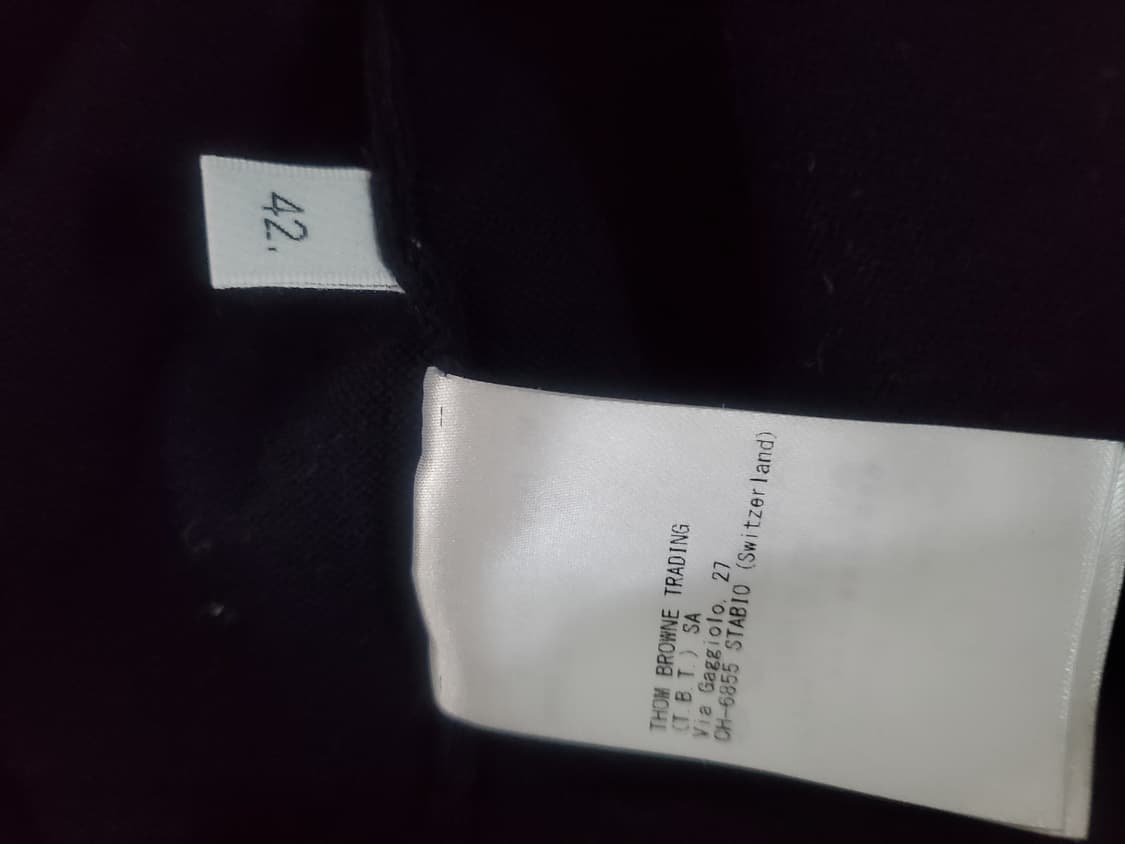 42.
THOM BROWNE TRADING
(T.B.T.) SA
Via Gaggiolo, 27
CH-6855 STABIO (Switzerland)